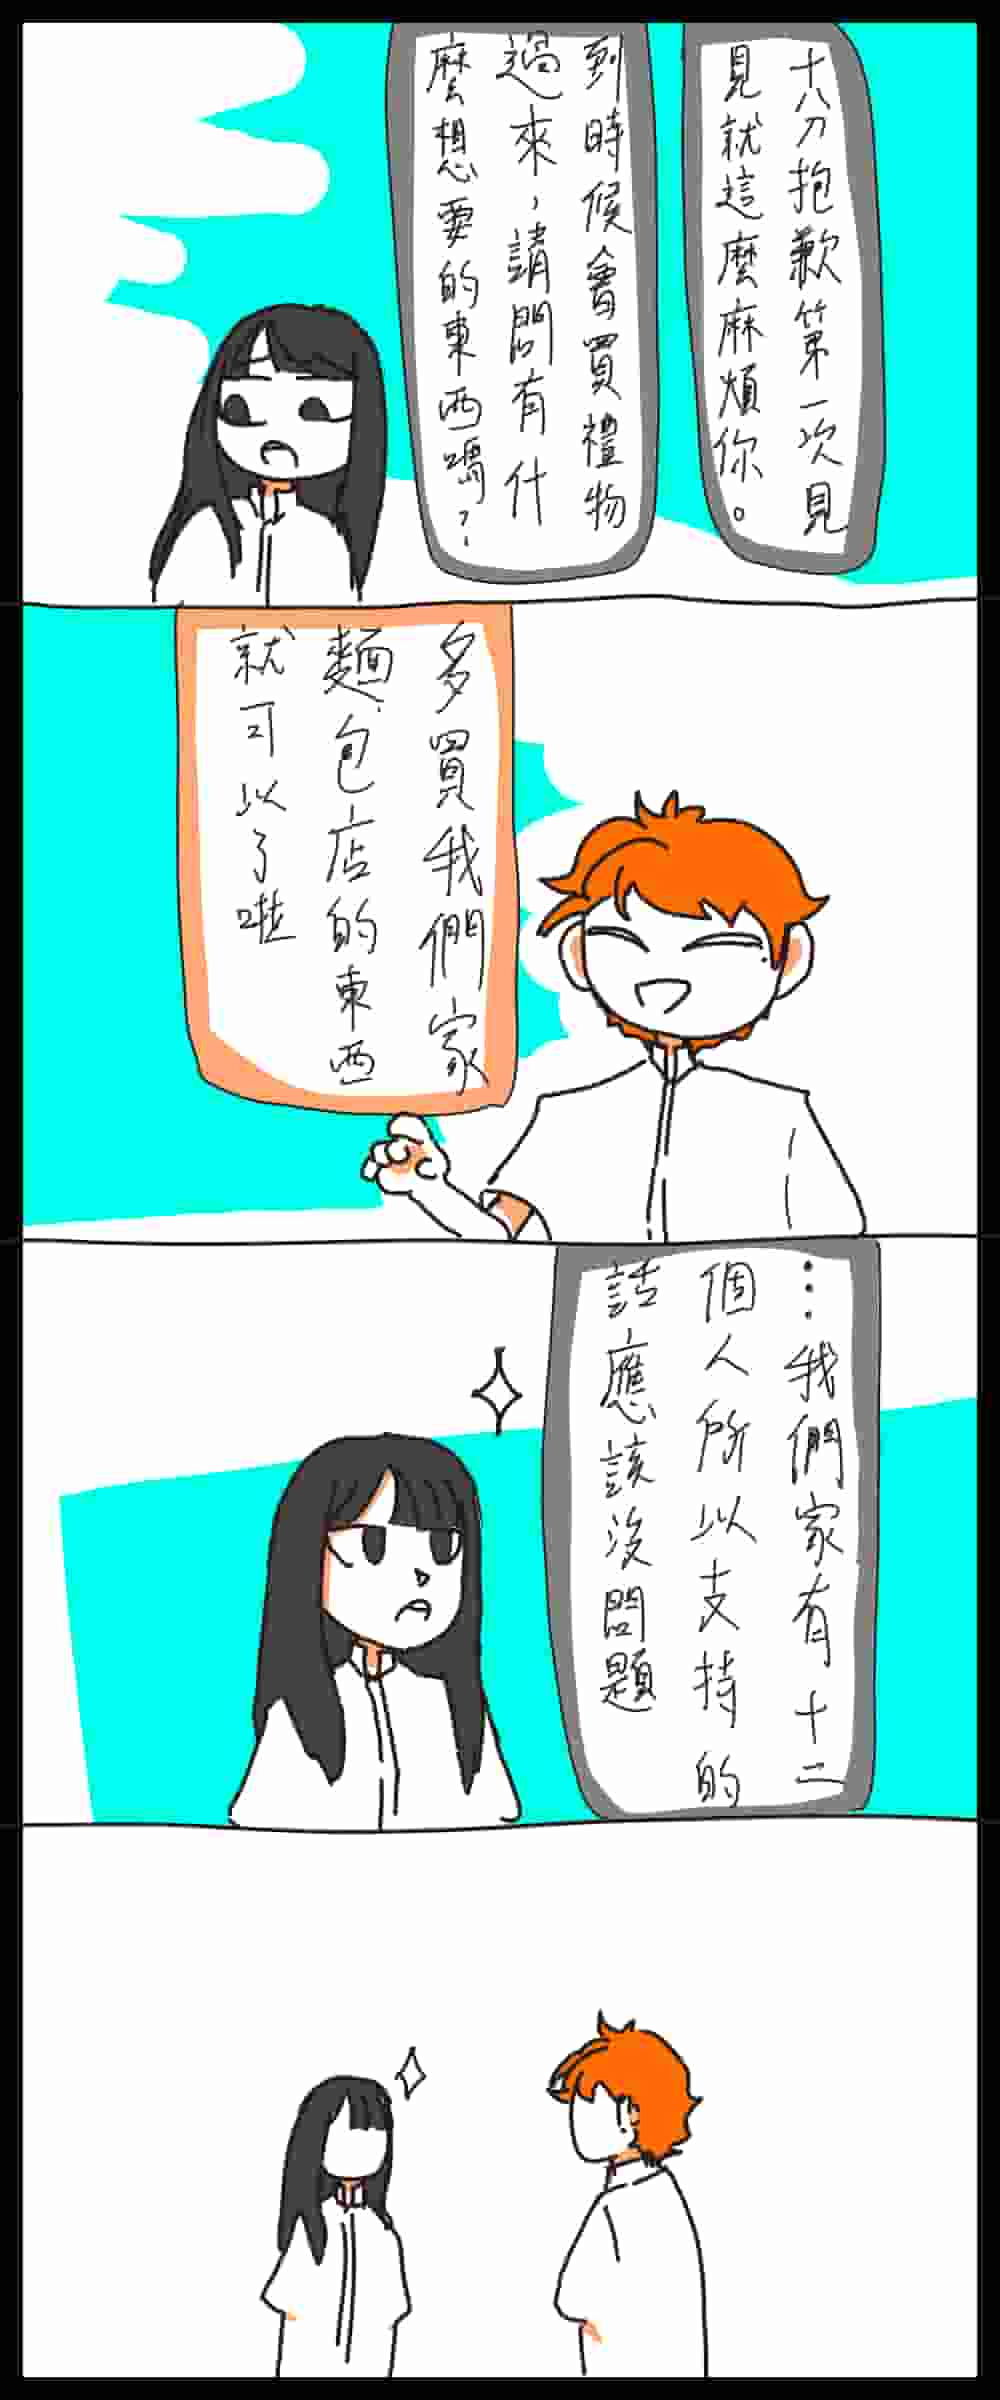 十分抱歉第一次見
見就這麼麻煩你。
到時候會買禮物
過來，請問有什
麼想要的東西嗎？
多買我們家
麵包店的東西
就可以了啦
⋯我們家有十二
個人所以支持的
話應該沒問題